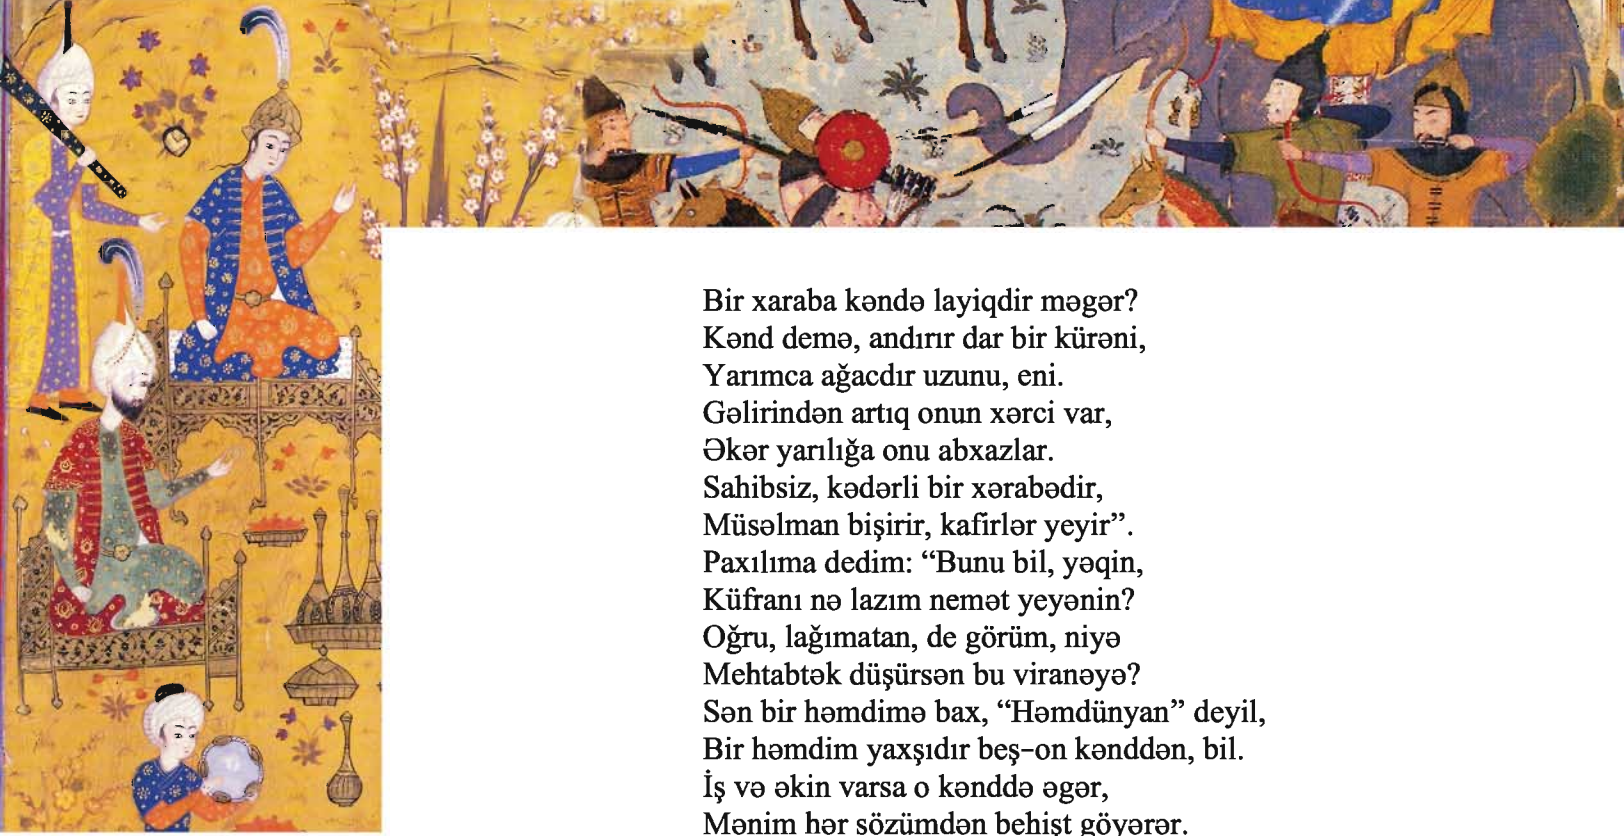 Bir xaraba kəndə layiqdir məgər?
Kənd demə, andırır dar bir kürəni,
Yarımca ağacdır uzunu, eni.
Gəlirindən artıq onun xərci var,
Əkər yarılığa onu abxazlar.
Sahibsiz, kədərli bir xərabədir,
Müsəlman bişirir, kafirlər yeyir”.
Paxılıma dedim: “Bunu bil, yəqin,
Küfranı nə lazım nemət yeyənin?
Oğru, lağımatan, de görüm, niyə
Mehtabtək düşürsən bu viranəyə?
Sən bir həmdimə bax, “Həmdünyan” deyil,
Bir həmdim yaxşıdır beş-on kənddən, bil.
İş və əkin varsa o kənddə əgər,
Mənim hər sözümdən behişt göyərər.